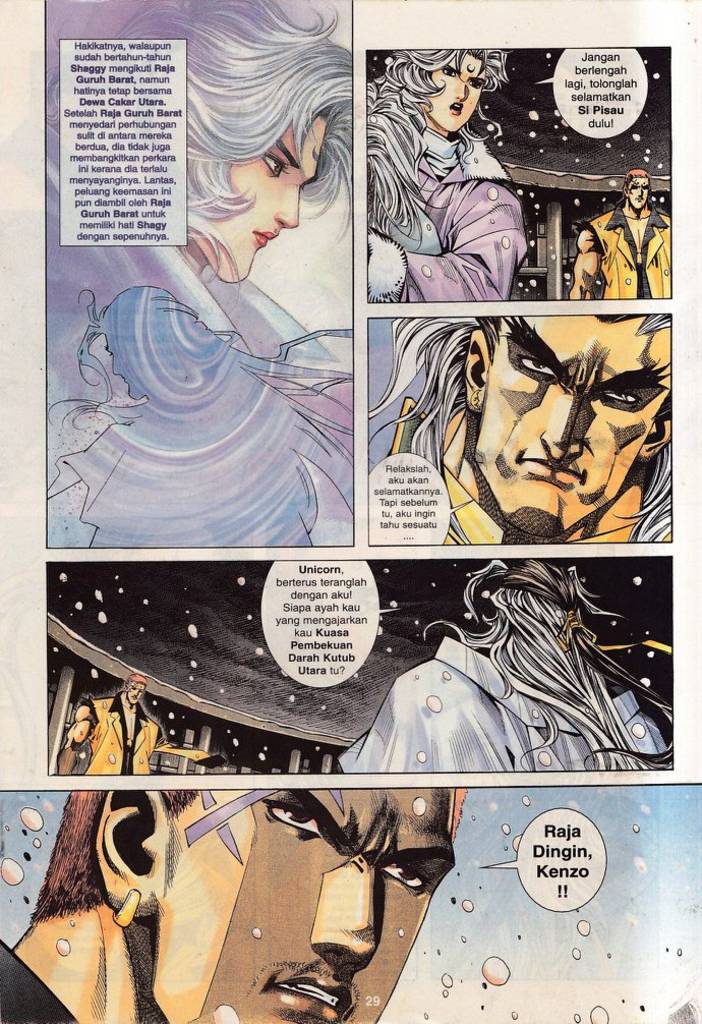 Hakikatnya, walaupun
sudah bertahun-tahun
Shaggy mengikuti Raja
Guruh Barat, namun
hatinya tetap bersama
Dewa Cakar Utara.
Setelah Raja Guruh Barat
menyedari perhubungan
sulit di antara mereka
berdua, dia tidak juga
membangkitkan perkara
ini kerana dia terlalu
menyayanginya. Lantas,
peluang keemasan ini
pun diambil oleh Raja
Guruh Barat untuk
memiliki hati Shagy
dengan sepenuhnya.
Jangan
berlengah
lagi, tolonglah
selamatkan
Si Pisau
dulu!
Relakslah,
aku akan
selamatkannya.
Tapi sebelum
tu, aku ingin
tahu sesuatu
....
Unicorn,
berterus teranglah
dengan aku!
Siapa ayah kau
yang mengajarkan
kau Kuasa
Pembekuan
Darah Kutub
Utara tu?
Raja
Dingin,
Kenzo
!!
29